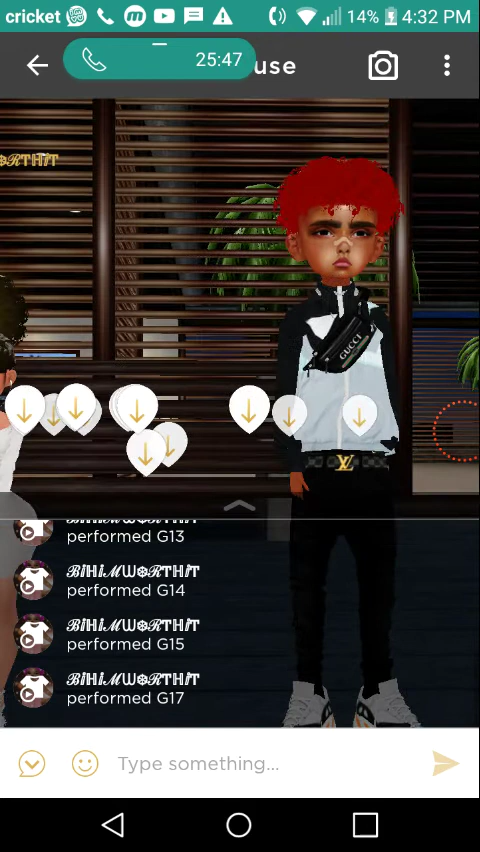 cricket 14% 4:32 PM
25:47 use
❆ℛ𝕋ℍ𝒊𝕋
GUCCI
LV
performed G13
𝓑𝒊ℍ𝒊ℳ𝕎❆ℛ𝕋ℍ𝒊𝕋
performed G14
𝓑𝒊ℍ𝒊ℳ𝕎❆ℛ𝕋ℍ𝒊𝕋
performed G15
𝓑𝒊ℍ𝒊ℳ𝕎❆ℛ𝕋ℍ𝒊𝕋
performed G17
Type something...